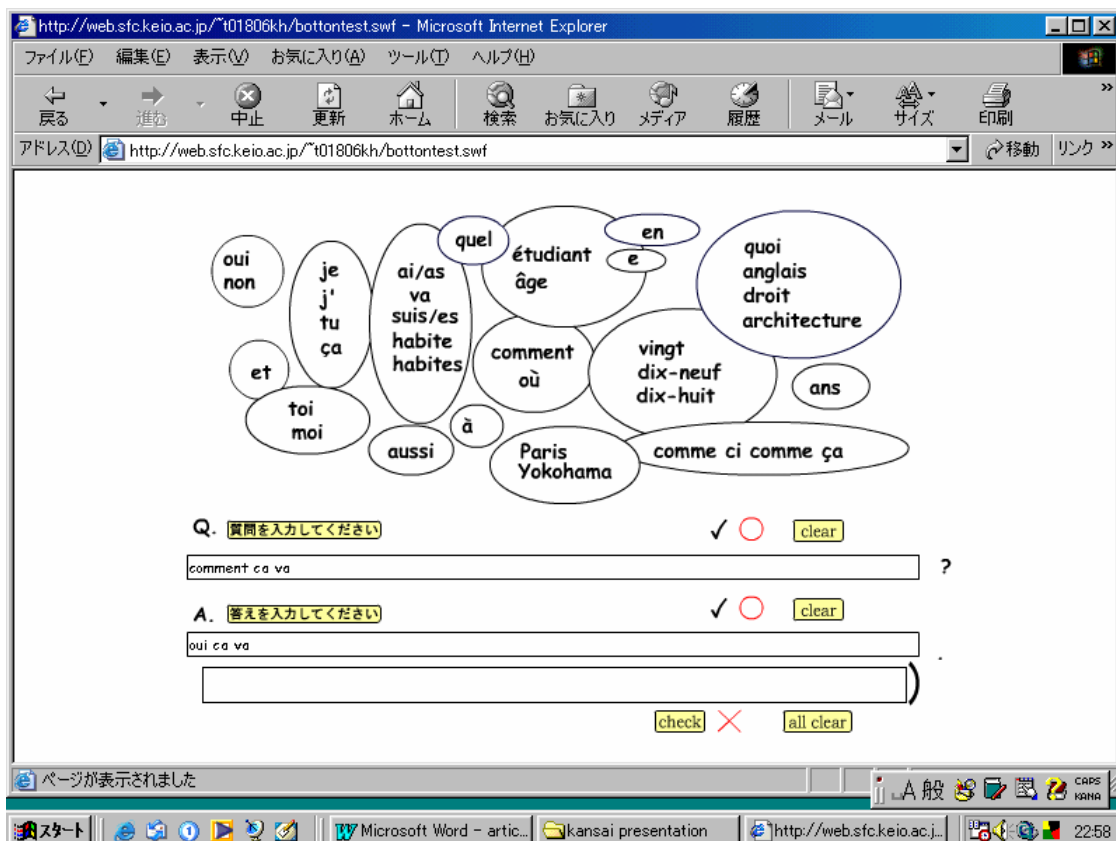 http://web.sfc.keio.ac.jp/~t01806kh/bottontest.swf - Microsoft Internet Explorer
ファイル(F) 編集(E) 表示(V) お気に入り(A) ツール(T) ヘルプ(H)
戻る 進む 中止 更新 ホーム 検索 お気に入り メディア 履歴 メール サイズ 印刷 »
アドレス(D) http://web.sfc.keio.ac.jp/~t01806kh/bottontest.swf 移動 リンク »
oui
non
je
j'
tu
ça
ai/as
va
suis/es
habite
habites
quel
étudiant
âge
en
e
quoi
anglais
droit
architecture
et
toi
moi
comment
où
vingt
dix-neuf
dix-huit
ans
aussi
à
Paris
Yokohama
comme ci comme ça
Q. 質問を入力してください clear
comment ca va ?
A. 答えを入力してください clear
oui ca va .
)
check all clear
ページが表示されました
A 般 CAPS
KANA
スタート Microsoft Word - artic... kansai presentation http://web.sfc.keio.ac.j... 22:58